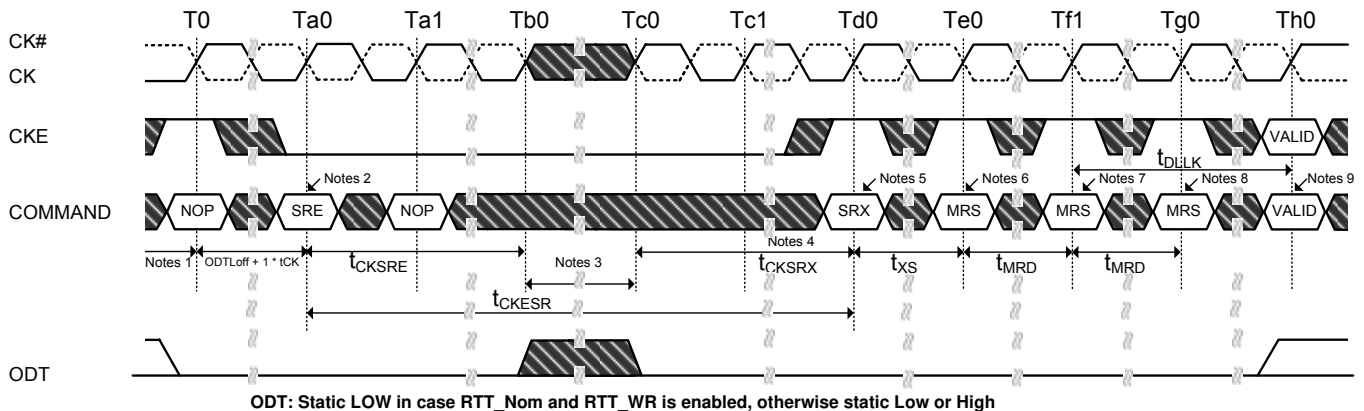 T0 Ta0 Ta1 Tb0 Tc0 Tc1 Td0 Te0 Tf1 Tg0 Th0
CK#
CK
CKE VALID
tDLLK
Notes 2 Notes 5 Notes 6 Notes 7 Notes 8 Notes 9
COMMAND NOP SRE NOP SRX MRS MRS MRS VALID
Notes 1 ODTLoff + 1 * tCK tCKSRE Notes 3 Notes 4 tCKSRX tXS tMRD tMRD
tCKESR
ODT
ODT: Static LOW in case RTT_Nom and RTT_WR is enabled, otherwise static Low or High